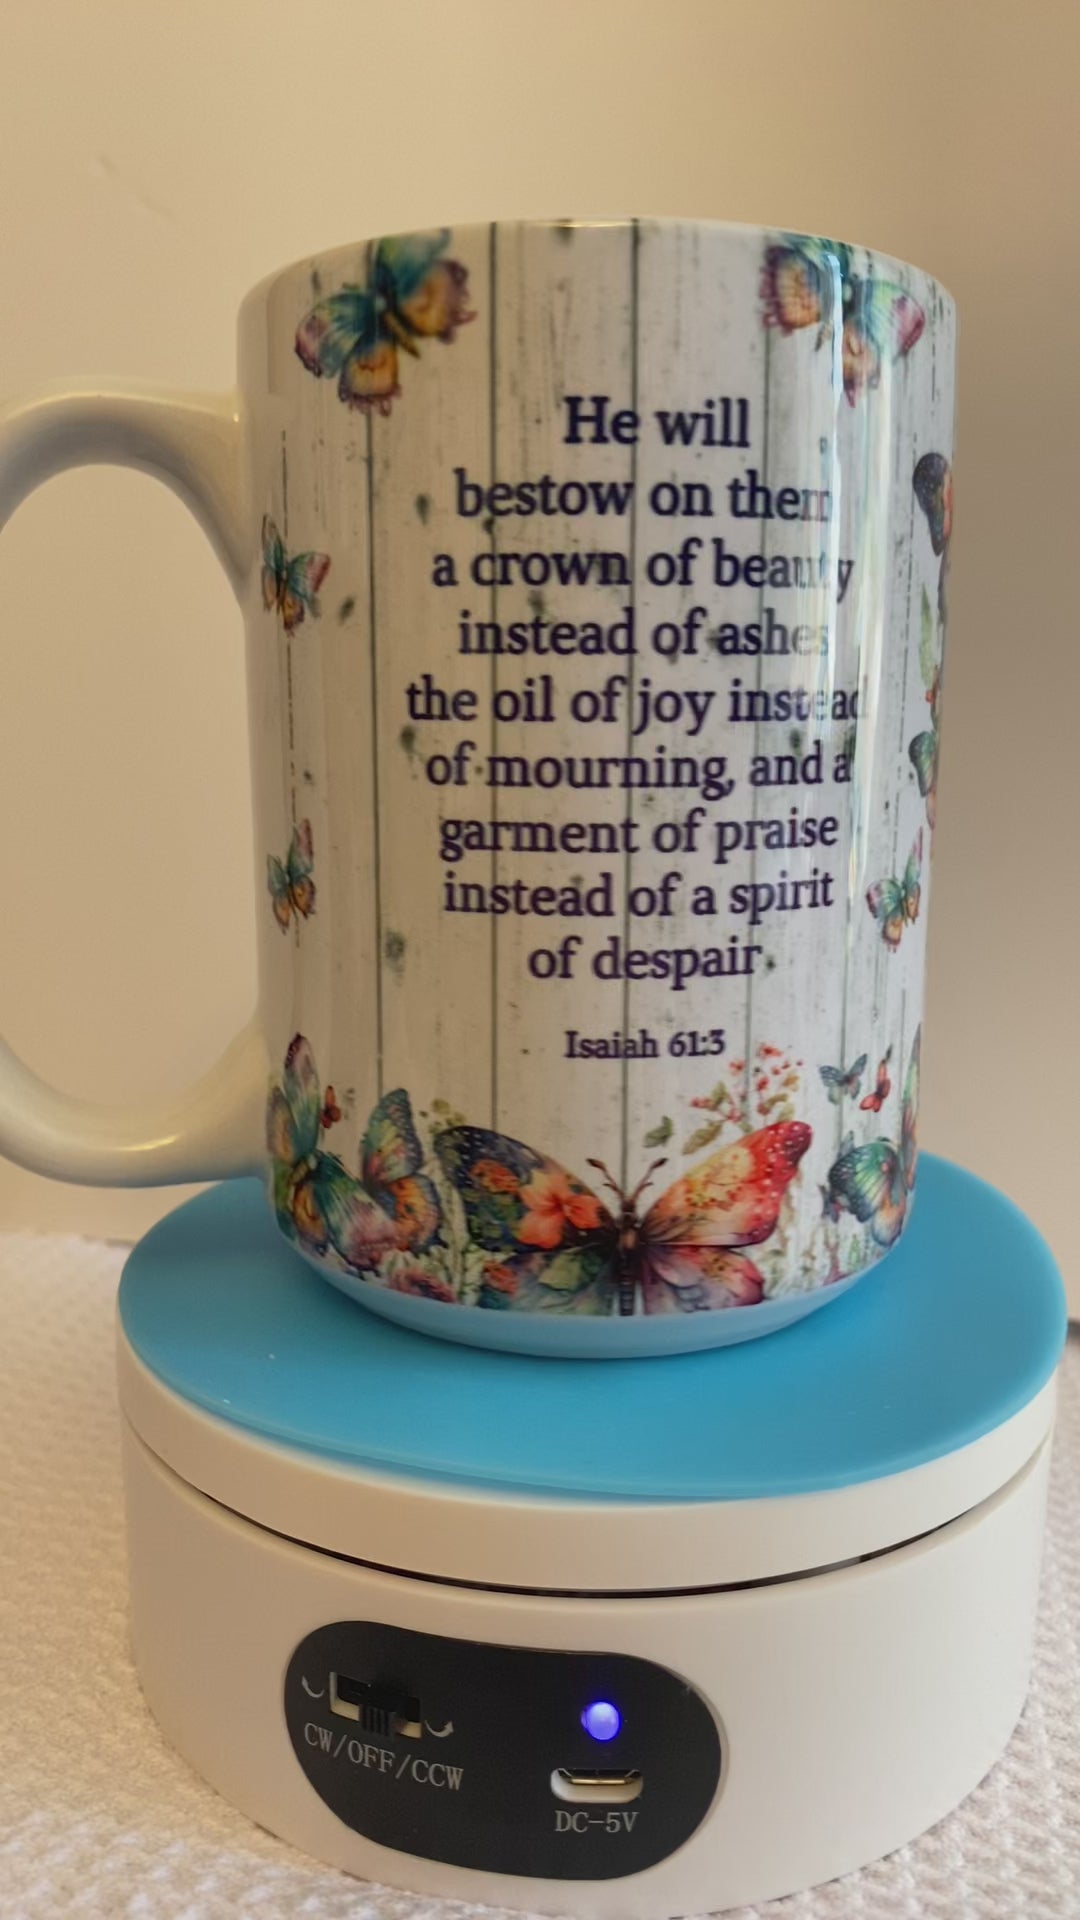 He will
bestow on them
a crown of beauty
instead of ashes
the oil of joy instead
of mourning, and a
garment of praise
instead of a spirit
of despair.
Isaiah 61:3
CW/OFF/CCW
DC-5V